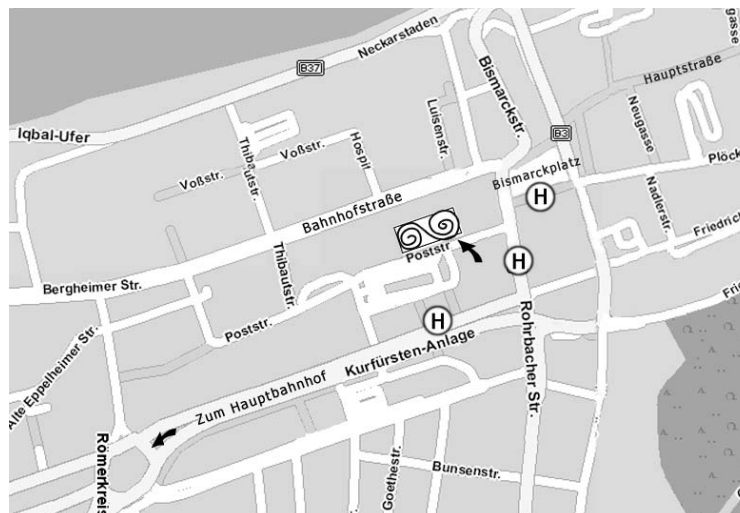 Neckarstaden
B37
Iqbal-Ufer
Bismarckstr.
Hauptstraße
Neugasse
Luisenstr.
Thibautstr.
Voßstr.
Voßstr.
Hospit
B3
Bismarckplatz
Plöck
Nadlerstr.
H
Bahnhofstraße
Friedrich
Poststr
H
Thibautstr.
Bergheimer Str.
Poststr.
H
Rohrbacher Str.
Alte Eppelheimer Str.
Kurfürsten-Anlage
Zum Hauptbahnhof
Römerkreis
Goethestr.
Bunsenstr.